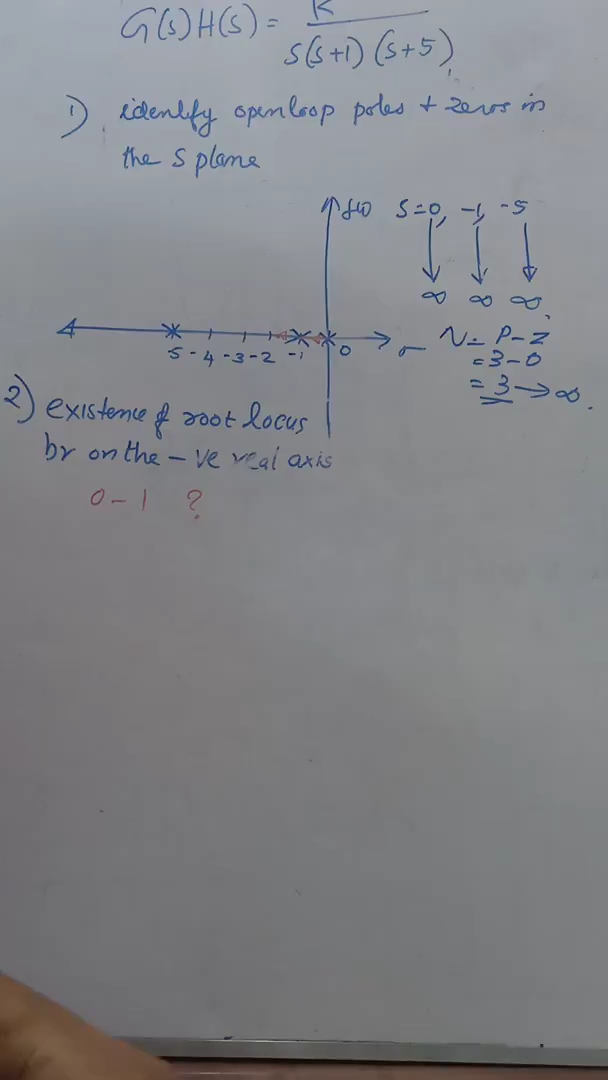 G(s)H(s) = K
s(s+1)(s+5)
1) identify openloop poles + zeros in
the S plane
jω S=0, -1, -5
∞ ∞ ∞
-5 -4 -3 -2 -1 0 σ
N = P-Z
= 3-0
= 3 → ∞
2) existence of root locus
br on the -ve real axis
0-1 ?